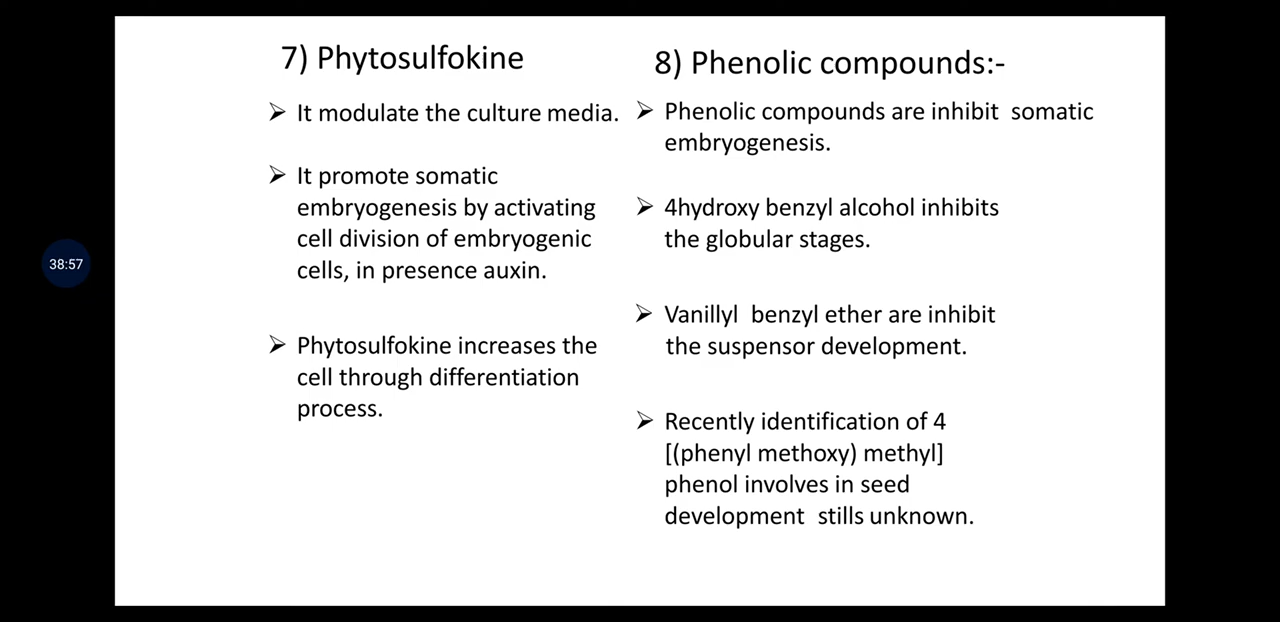 7) Phytosulfokine
➢ It modulate the culture media.
➢ It promote somatic
embryogenesis by activating
cell division of embryogenic
cells, in presence auxin.
➢ Phytosulfokine increases the
cell through differentiation
process.
8) Phenolic compounds:-
➢ Phenolic compounds are inhibit  somatic
embryogenesis.
➢ 4hydroxy benzyl alcohol inhibits
the globular stages.
➢ Vanillyl  benzyl ether are inhibit
the suspensor development.
➢ Recently identification of 4
[(phenyl methoxy) methyl]
phenol involves in seed
development  stills unknown.
38:57